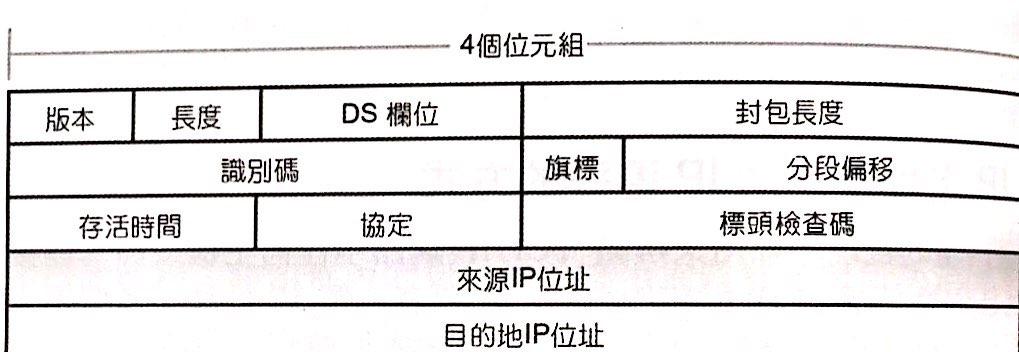 4個位元組
版本 長度 DS 欄位 封包長度
識別碼 旗標 分段偏移
存活時間 協定 標頭檢查碼
來源IP位址
目的地IP位址